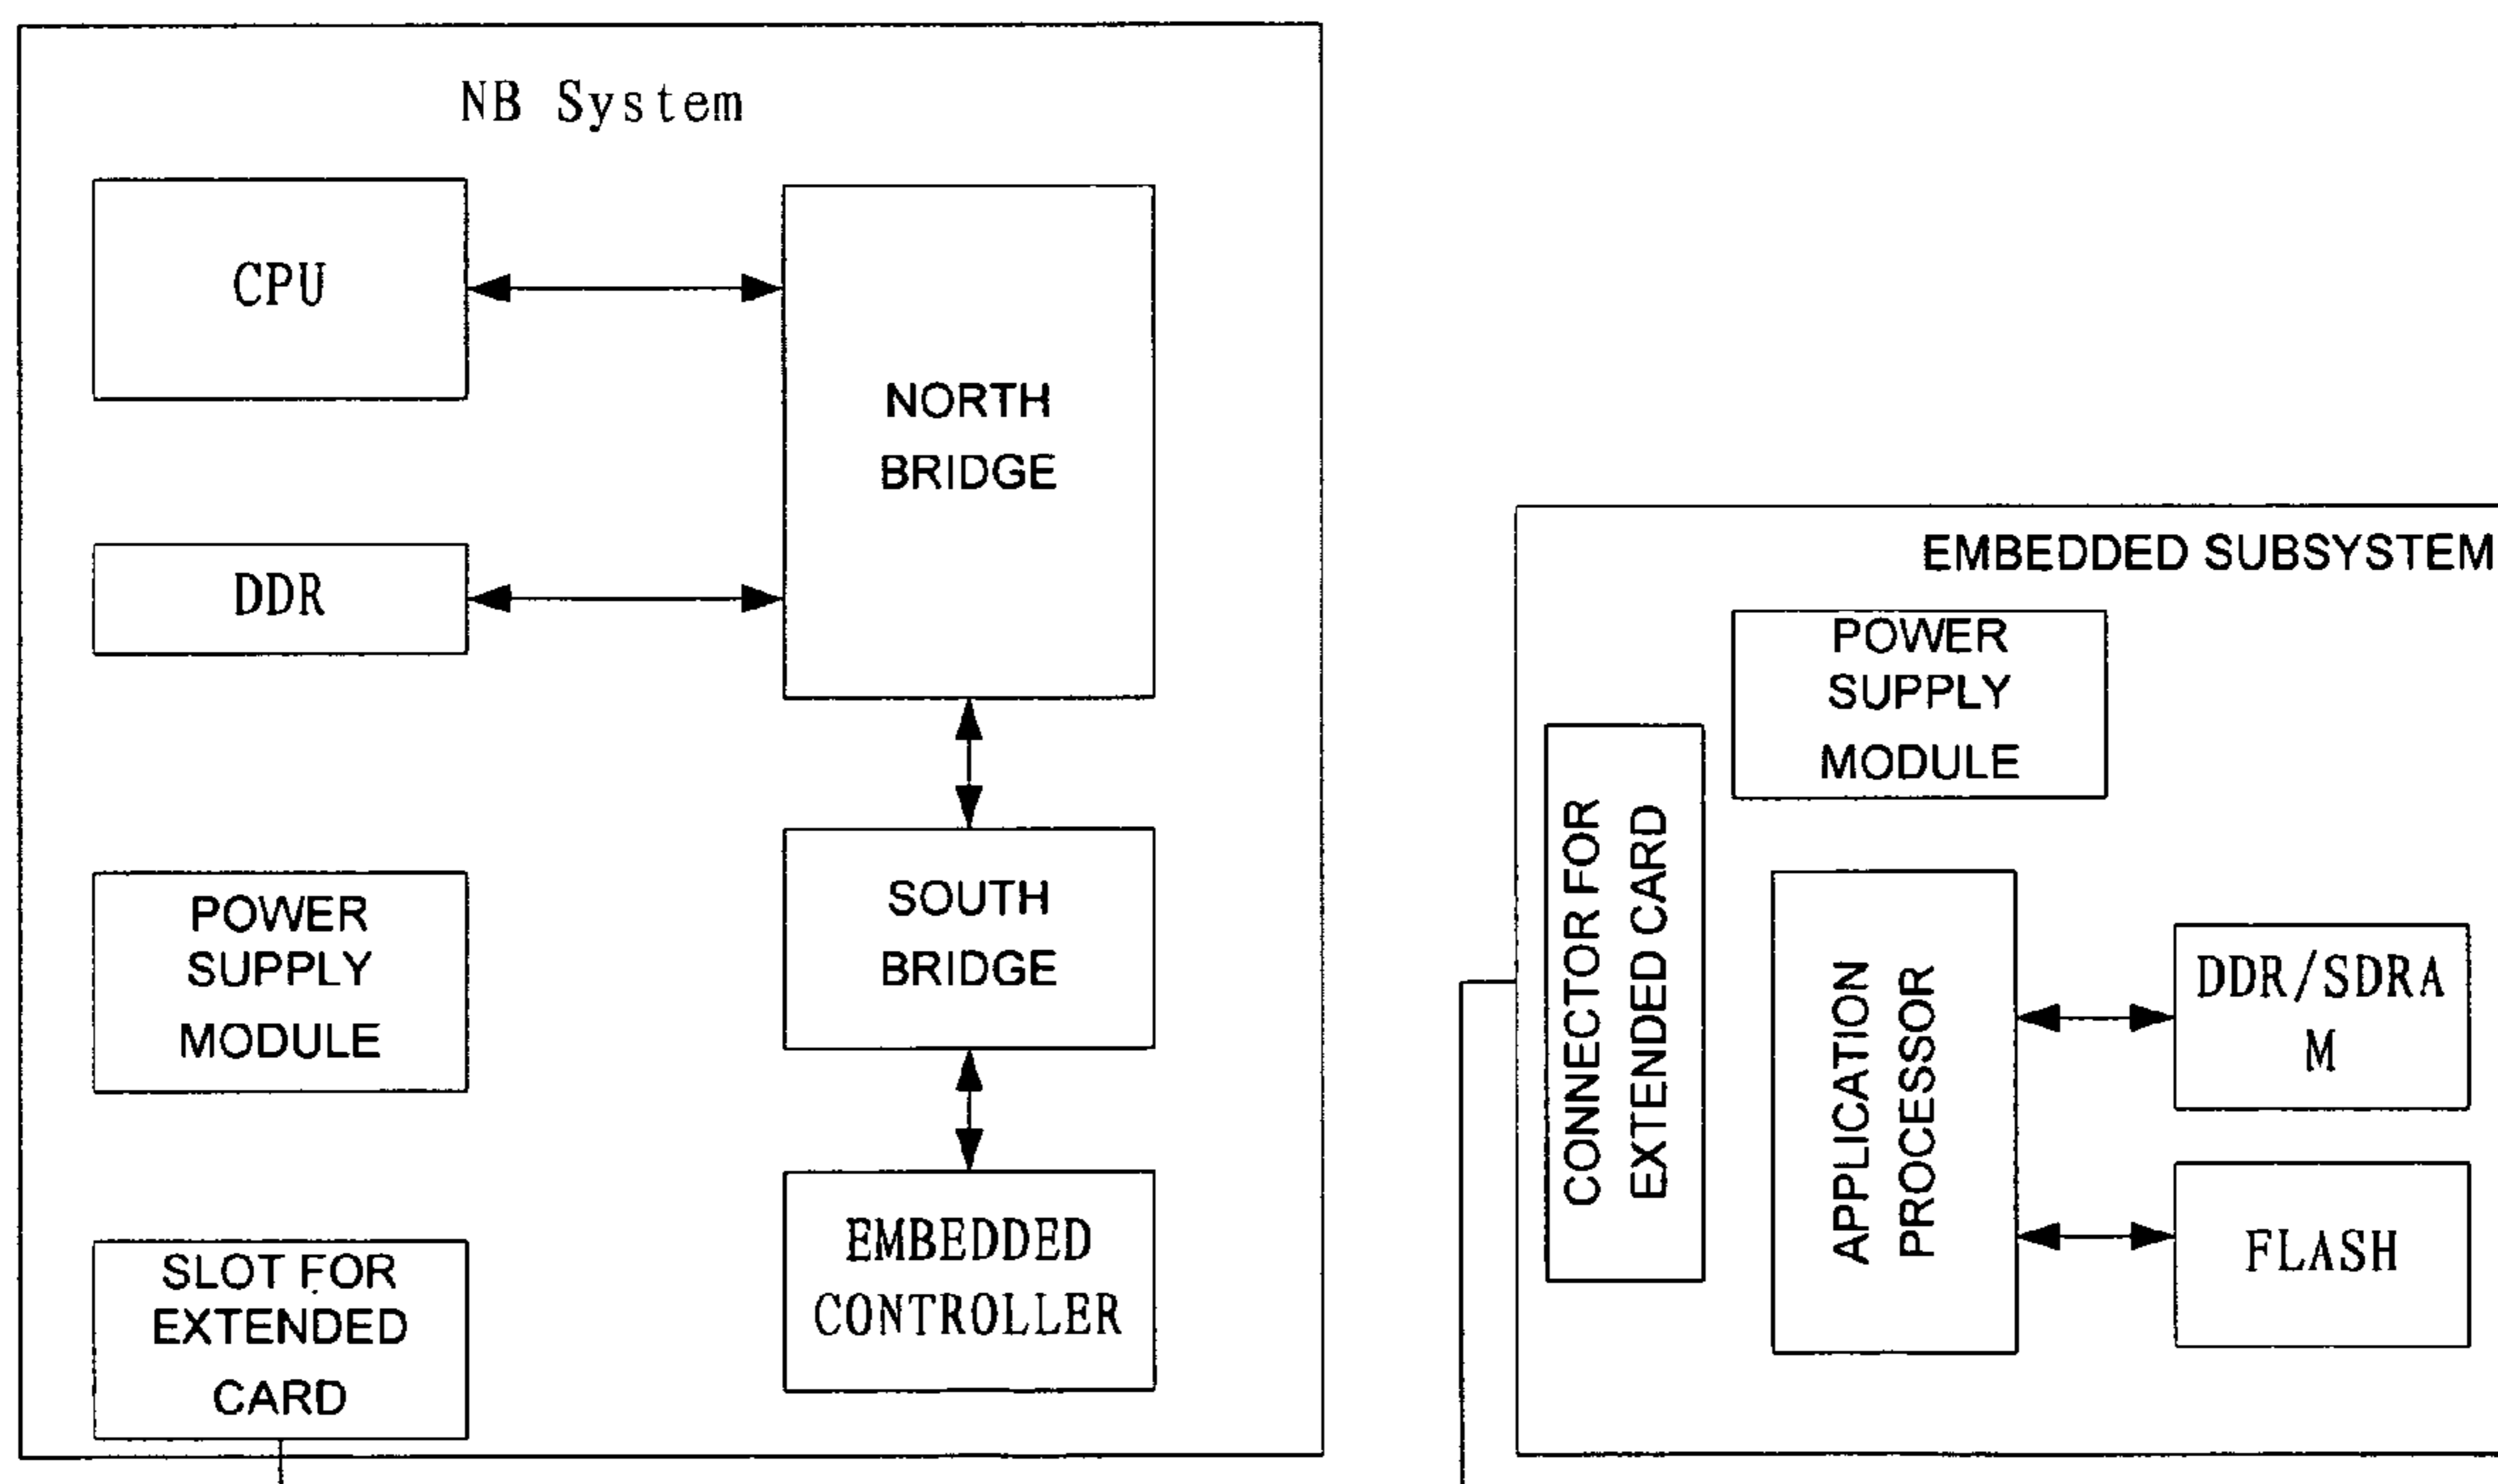 NB System
CPU
NORTH
BRIDGE
DDR
POWER
SUPPLY
MODULE
SOUTH
BRIDGE
SLOT FOR
EXTENDED
CARD
EMBEDDED
CONTROLLER
EMBEDDED SUBSYSTEM
POWER
SUPPLY
MODULE
CONNECTOR FOR
EXTENDED CARD
APPLICATION
PROCESSOR
DDR/SDRA
M
FLASH